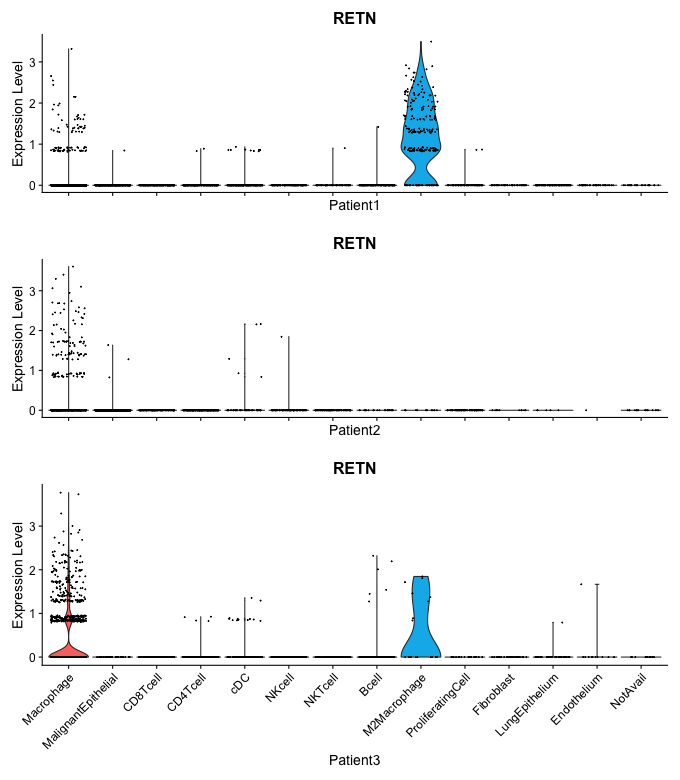 RETN
Expression Level
3
2
1
0
Patient1
RETN
Expression Level
3
2
1
0
Patient2
RETN
Expression Level
3
2
1
0
Macrophage
MalignantEpithelial
CD8Tcell
CD4Tcell
cDC
NKcell
NKTcell
Bcell
M2Macrophage
ProliferatingCell
Fibroblast
LungEpithelium
Endothelium
NotAvail
Patient3